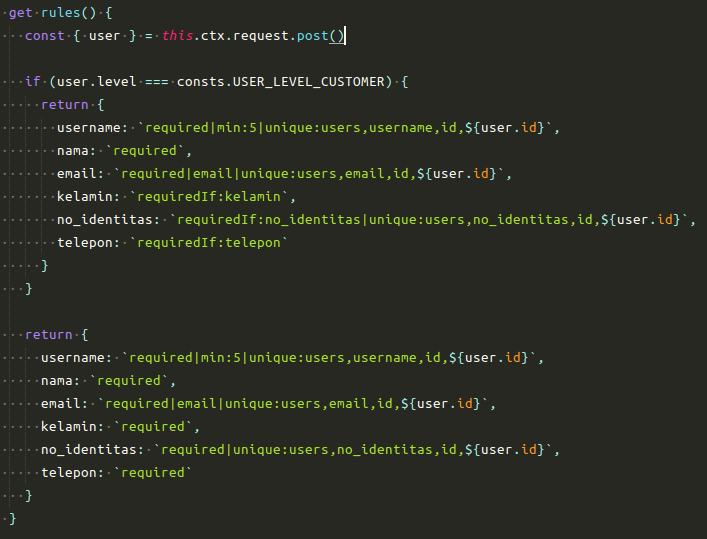 get rules() {
const { user } = this.ctx.request.post()
if (user.level === consts.USER_LEVEL_CUSTOMER) {
return {
username: `required|min:5|unique:users,username,id,${user.id}`,
nama: `required`,
email: `required|email|unique:users,email,id,${user.id}`,
kelamin: `requiredIf:kelamin`,
no_identitas: `requiredIf:no_identitas|unique:users,no_identitas,id,${user.id}`,
telepon: `requiredIf:telepon`
}
}
return {
username: `required|min:5|unique:users,username,id,${user.id}`,
nama: `required`,
email: `required|email|unique:users,email,id,${user.id}`,
kelamin: `required`,
no_identitas: `required|unique:users,no_identitas,id,${user.id}`,
telepon: `required`
}
}